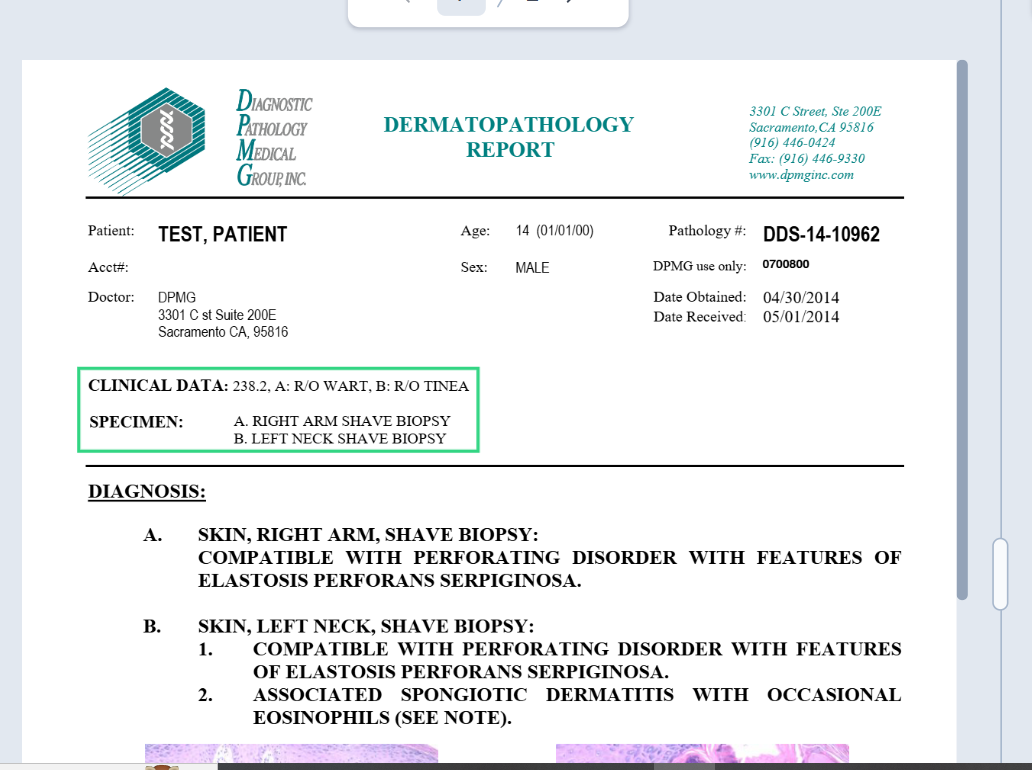 DIAGNOSTIC
PATHOLOGY
MEDICAL
GROUP, INC.
DERMATOPATHOLOGY
REPORT
3301 C Street, Ste 200E
Sacramento,CA 95816
(916) 446-0424
Fax: (916) 446-9330
www.dpmginc.com
Patient: TEST, PATIENT Age: 14 (01/01/00) Pathology #: DDS-14-10962
Acct#: Sex: MALE DPMG use only: 0700800
Doctor: DPMG Date Obtained: 04/30/2014
3301 C st Suite 200E Date Received: 05/01/2014
Sacramento CA, 95816
CLINICAL DATA: 238.2, A: R/O WART, B: R/O TINEA
SPECIMEN: A. RIGHT ARM SHAVE BIOPSY
B. LEFT NECK SHAVE BIOPSY
DIAGNOSIS:
A. SKIN, RIGHT ARM, SHAVE BIOPSY:
COMPATIBLE WITH PERFORATING DISORDER WITH FEATURES OF
ELASTOSIS PERFORANS SERPIGINOSA.
B. SKIN, LEFT NECK, SHAVE BIOPSY:
1. COMPATIBLE WITH PERFORATING DISORDER WITH FEATURES
OF ELASTOSIS PERFORANS SERPIGINOSA.
2. ASSOCIATED SPONGIOTIC DERMATITIS WITH OCCASIONAL
EOSINOPHILS (SEE NOTE).